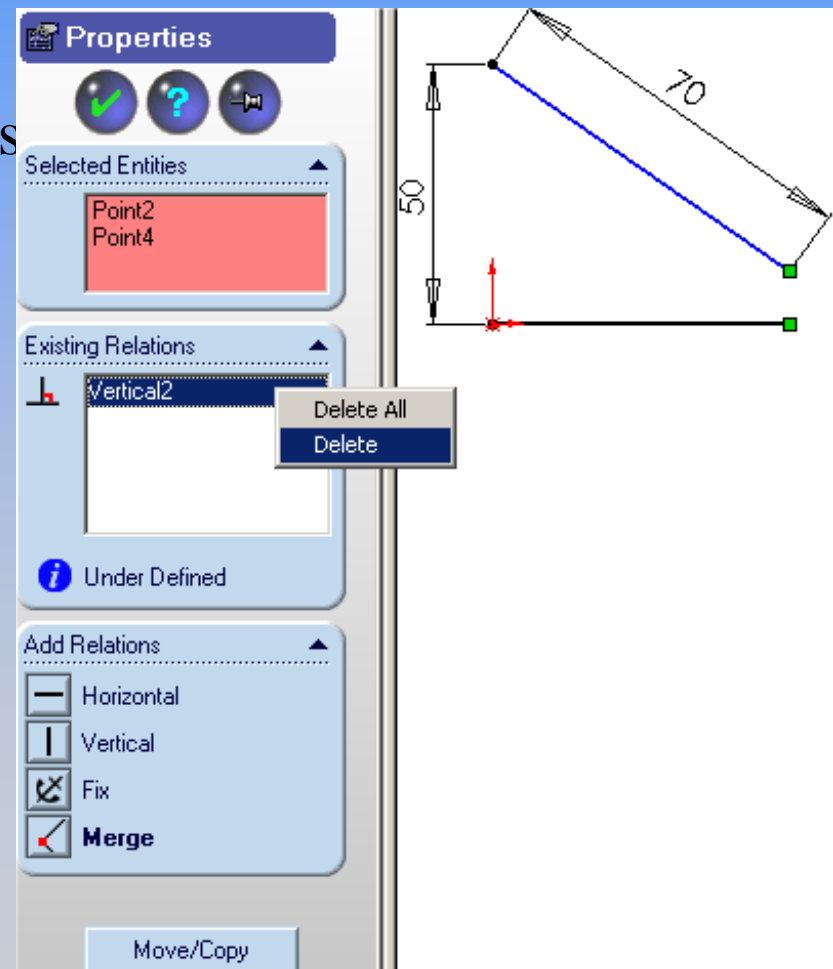 Properties
S
Selected Entities
Point2
Point4
Existing Relations
Vertical2
Delete All
Delete
Under Defined
Add Relations
Horizontal
Vertical
Fix
Merge
Move/Copy
70
50